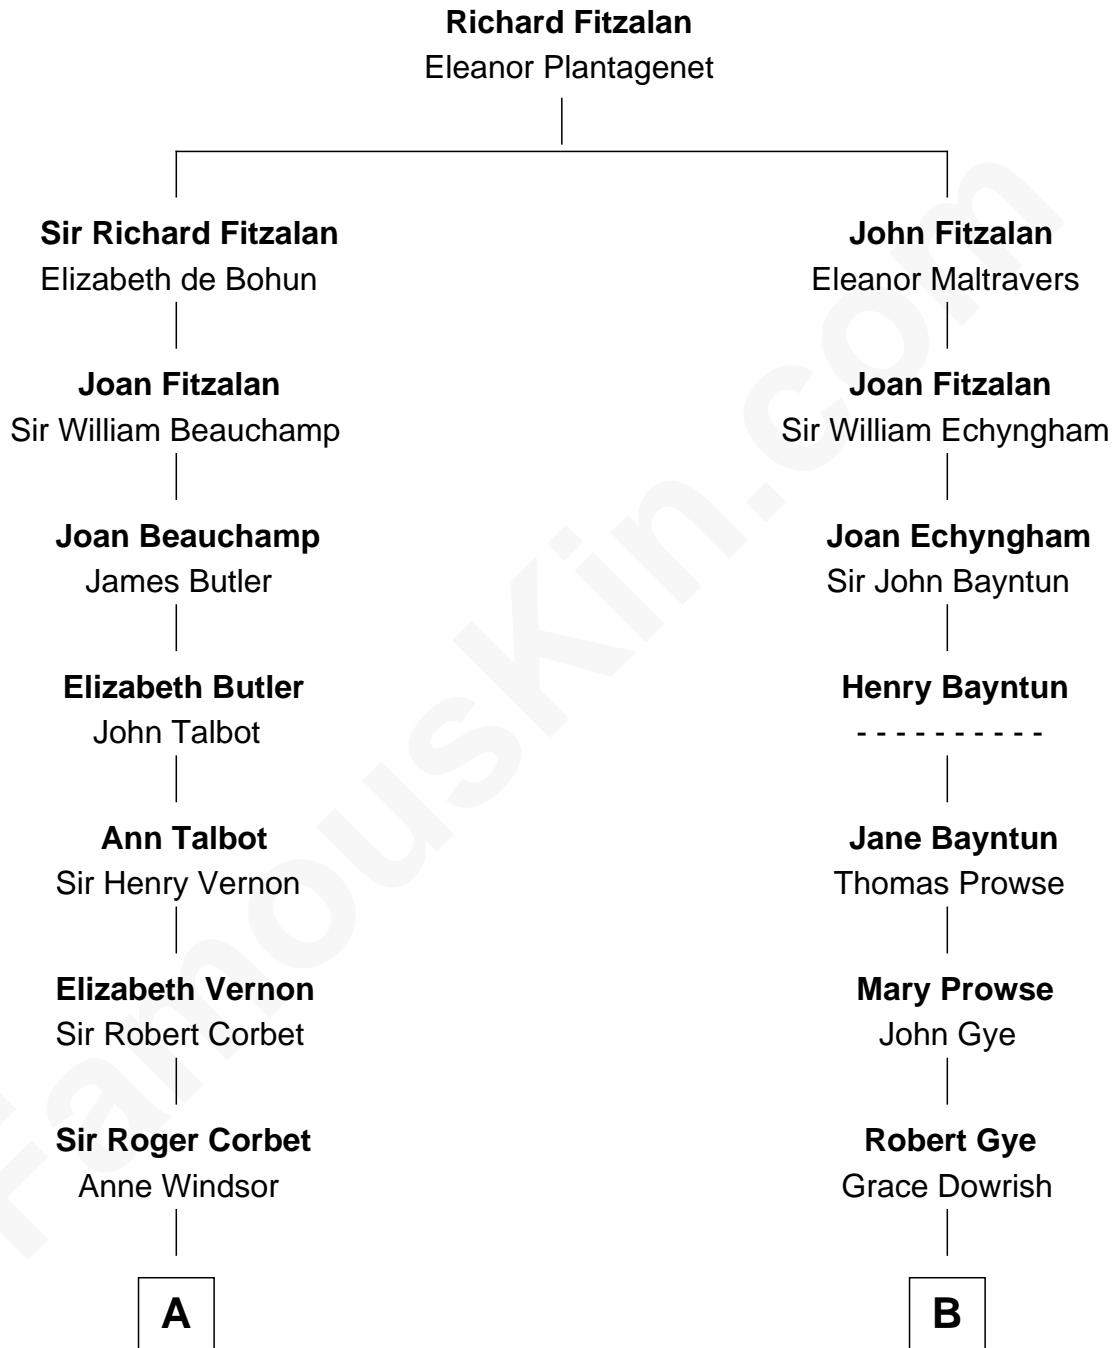 Richard Fitzalan
Eleanor Plantagenet
Sir Richard Fitzalan
Elizabeth de Bohun
Joan Fitzalan
Sir William Beauchamp
Joan Beauchamp
James Butler
Elizabeth Butler
John Talbot
Ann Talbot
Sir Henry Vernon
Elizabeth Vernon
Sir Robert Corbet
Sir Roger Corbet
Anne Windsor
A
John Fitzalan
Eleanor Maltravers
Joan Fitzalan
Sir William Echyngham
Joan Echyngham
Sir John Bayntun
Henry Bayntun
- - - - - - - - - -
Jane Bayntun
Thomas Prowse
Mary Prowse
John Gye
Robert Gye
Grace Dowrish
B
FamousKin.com